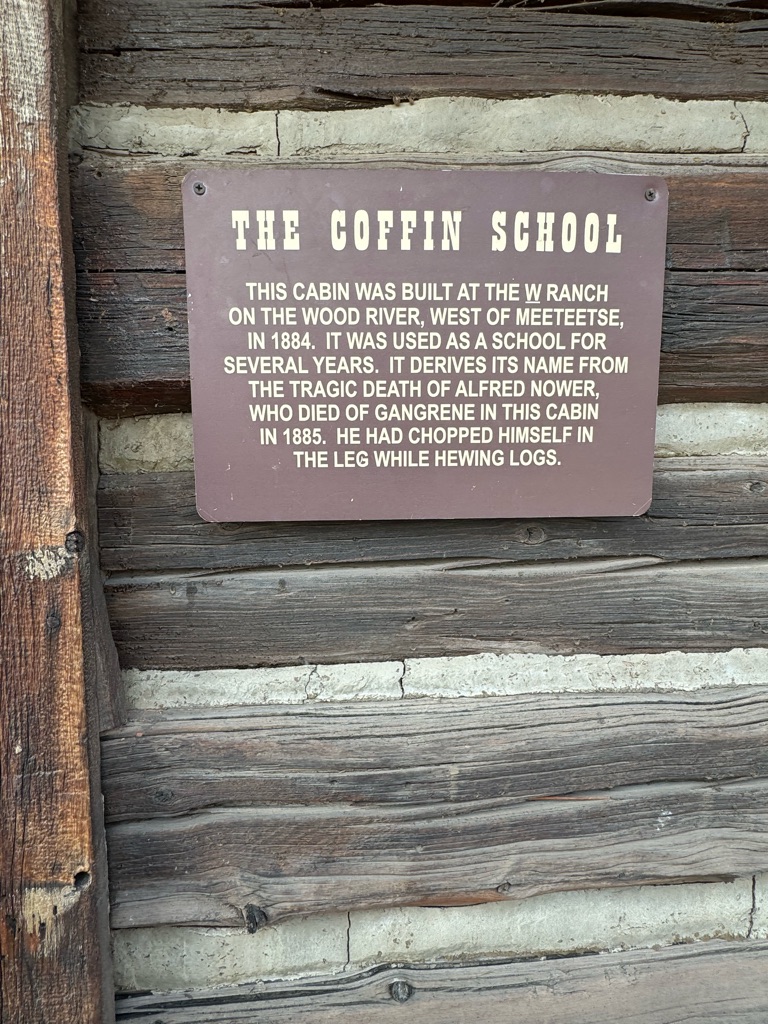 THE COFFIN SCHOOL
THIS CABIN WAS BUILT AT THE W RANCH
ON THE WOOD RIVER, WEST OF MEETEETSE,
IN 1884. IT WAS USED AS A SCHOOL FOR
SEVERAL YEARS. IT DERIVES ITS NAME FROM
THE TRAGIC DEATH OF ALFRED NOWER,
WHO DIED OF GANGRENE IN THIS CABIN
IN 1885. HE HAD CHOPPED HIMSELF IN
THE LEG WHILE HEWING LOGS.